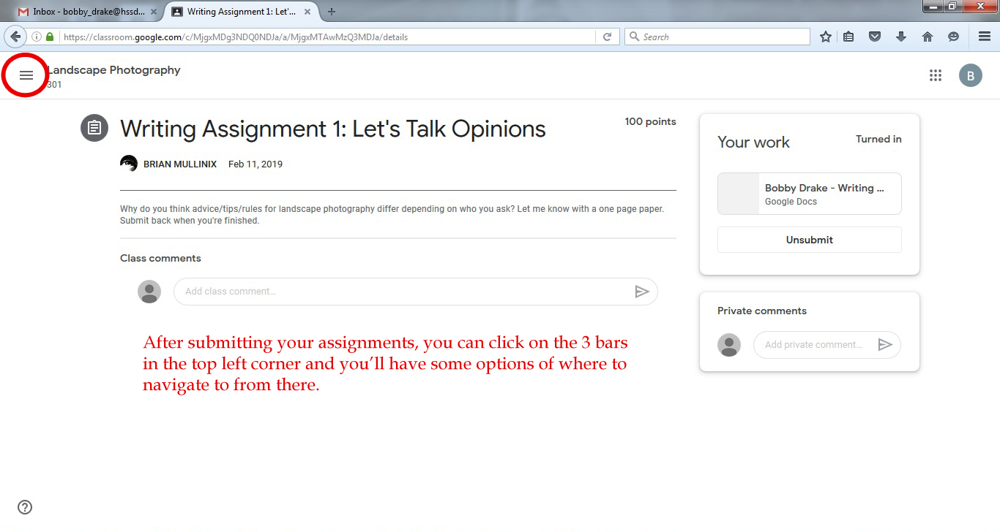 Inbox - bobby_drake@hssd...
Writing Assignment 1: Let'...
https://classroom.google.com/c/MjgxMDg3NDQ0NDJa/a/MjgxMTAwMzQ3MDJa/details
Search
Landscape Photography
301
B
Writing Assignment 1: Let's Talk Opinions
100 points
BRIAN MULLINIX Feb 11, 2019
Why do you think advice/tips/rules for landscape photography differ depending on who you ask? Let me know with a one page paper.
Submit back when you're finished.
Class comments
Add class comment...
After submitting your assignments, you can click on the 3 bars
in the top left corner and you’ll have some options of where to
navigate to from there.
Your work
Turned in
Bobby Drake - Writing ...
Google Docs
Unsubmit
Private comments
Add private comment...